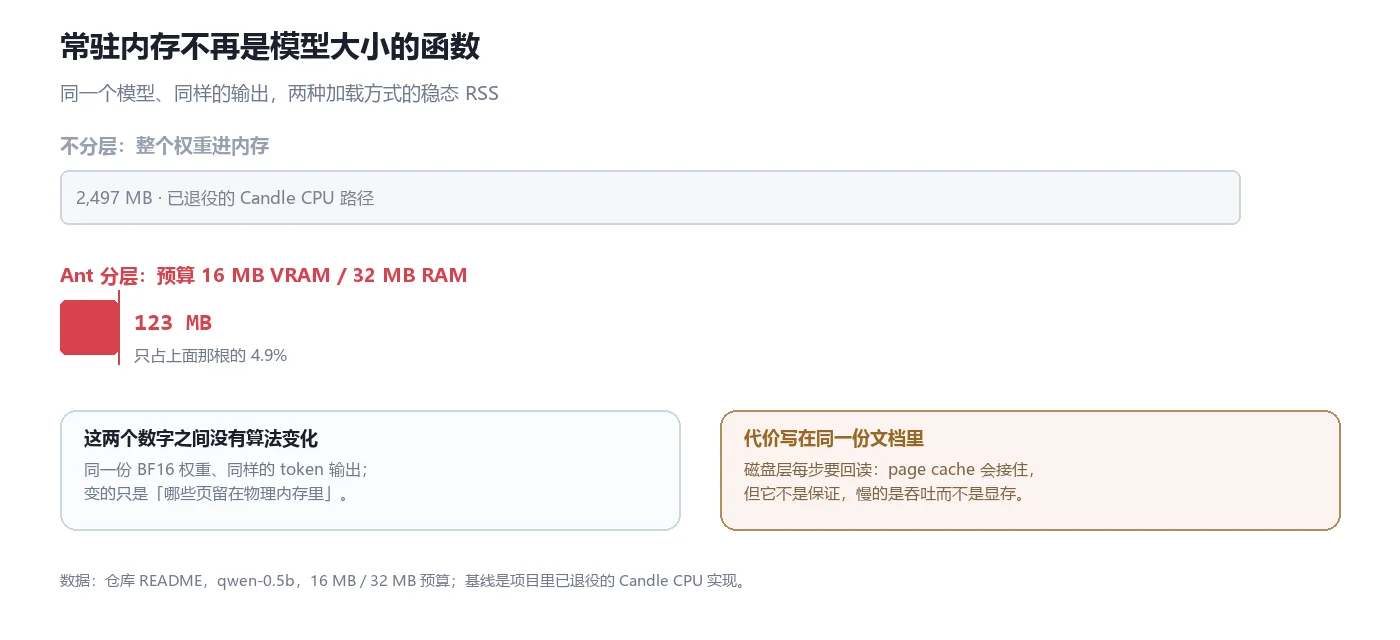 常驻内存不再是模型大小的函数
同一个模型、同样的输出，两种加载方式的稳态 RSS
不分层：整个权重进内存
2,497 MB · 已退役的 Candle CPU 路径
Ant 分层：预算 16 MB VRAM / 32 MB RAM
123 MB
只占上面那根的 4.9%
这两个数字之间没有算法变化
同一份 BF16 权重、同样的 token 输出；
变的只是「哪些页留在物理内存里」。
代价写在同一份文档里
磁盘层每步要回读：page cache 会接住，
但它不是保证，慢的是吞吐而不是显存。
数据：仓库 README，qwen-0.5b，16 MB / 32 MB 预算；基线是项目里已退役的 Candle CPU 实现。